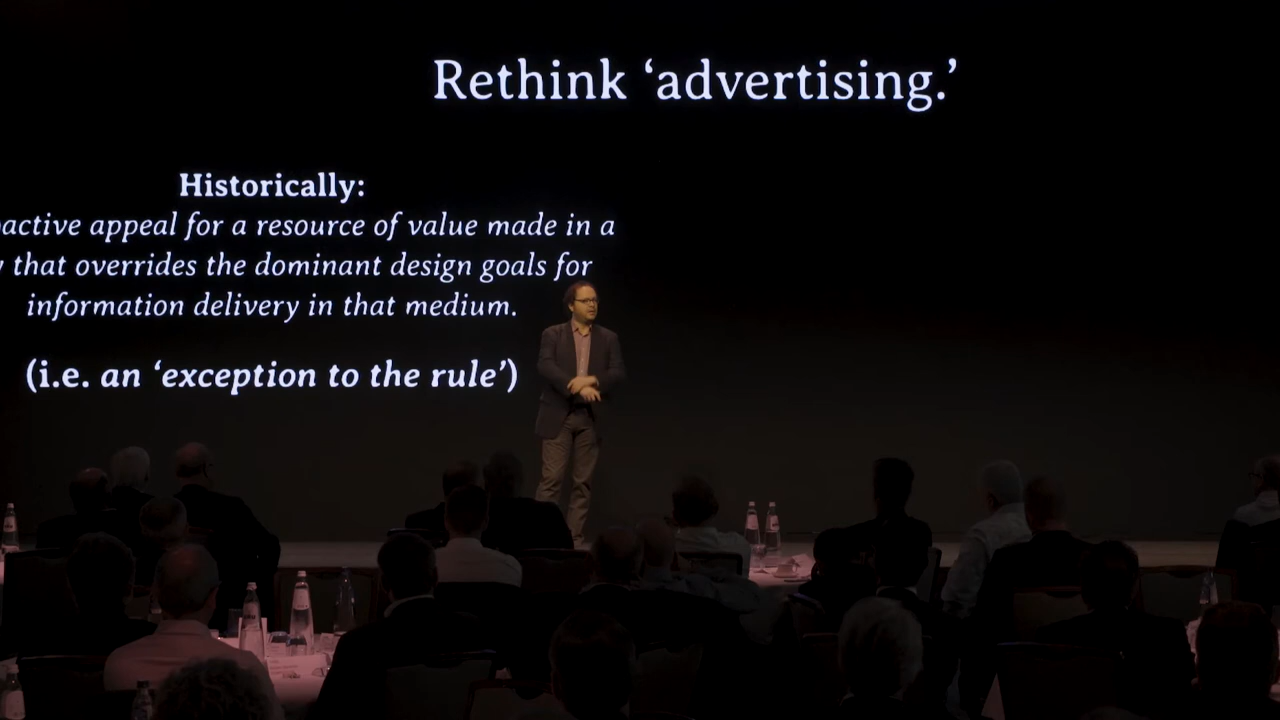 Rethink ‘advertising.’
Historically:
appeal for a resource of value made in a
that overrides the dominant design goals for
information delivery in that medium.
(i.e. an ‘exception to the rule’)